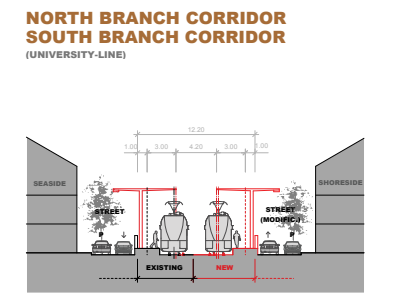 NORTH BRANCH CORRIDOR
SOUTH BRANCH CORRIDOR
(UNIVERSITY-LINE)
12.20
1.00 3.00 4.20 3.00 1.00
SEASIDE
SHORESIDE
STREET
STREET
(MODIFIC.)
P
P
EXISTING
NEW